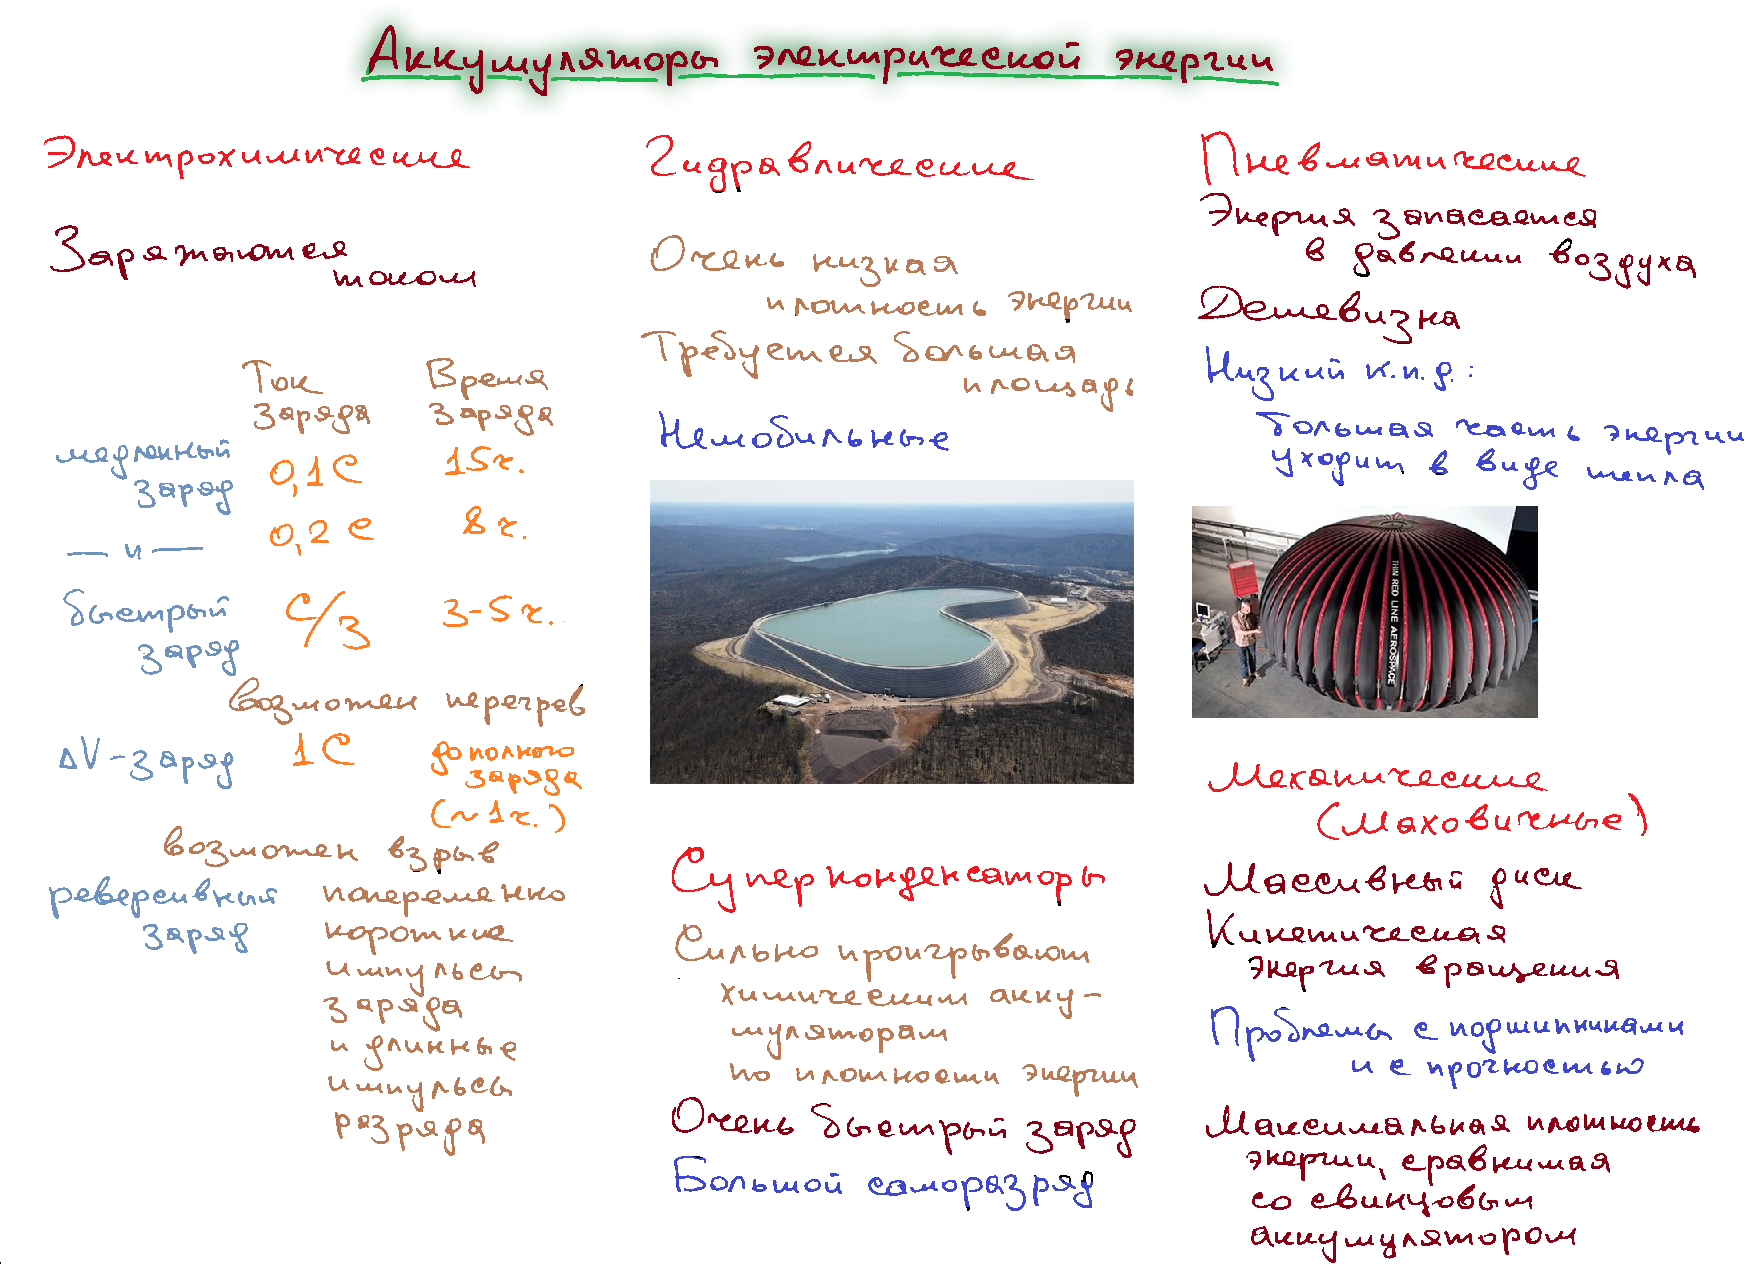 Аккумуляторы электрической энергии
Электрохимические
Заряжаются
током
Ток
заряда
Время
заряда
медленный
заряд
0,1C
15ч.
— и —
0,2C
8ч.
быстрый
заряд
C/3
3-5ч.
возможен перегрев
ΔV-заряд
1C
до полного
заряда
(~1ч.)
возможен взрыв
реверсивный
заряд
попеременно
короткие
импульсы
заряда
и длинные
импульсы
разряда
Гидравлические
Очень низкая
плотность энергии
Требуется большая
площадь
Немобильные
Суперконденсаторы
Сильно проигрывают
химическим акку-
муляторам
по плотности энергии
Очень быстрый заряд
Большой саморазряд
Пневматические
Энергия запасается
в давлении воздуха
Дешевизна
Низкий к.п.д.:
большая часть энергии
уходит в виде тепла
THIN RED LINE AEROSPACE
Механические
(Маховичные)
Массивный диск
Кинетическая
энергия вращения
Проблемы с подшипниками
и с прочностью
Максимальная плотность
энергии, сравнимая
со свинцовым
аккумулятором